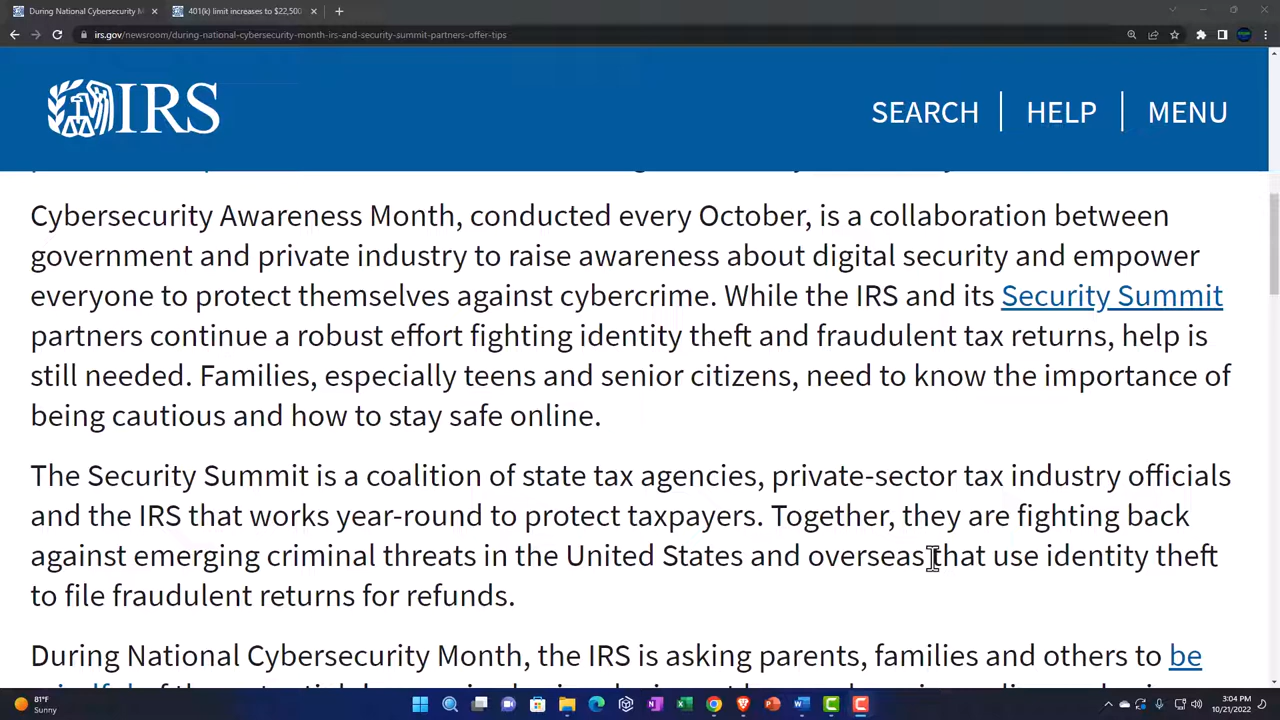 During National Cybersecurity M
401(k) limit increases to $22,500
irs.gov/newsroom/during-national-cybersecurity-month-irs-and-security-summit-partners-offer-tips
IRS
SEARCH HELP MENU
Cybersecurity Awareness Month, conducted every October, is a collaboration between
government and private industry to raise awareness about digital security and empower
everyone to protect themselves against cybercrime. While the IRS and its Security Summit
partners continue a robust effort fighting identity theft and fraudulent tax returns, help is
still needed. Families, especially teens and senior citizens, need to know the importance of
being cautious and how to stay safe online.
The Security Summit is a coalition of state tax agencies, private-sector tax industry officials
and the IRS that works year-round to protect taxpayers. Together, they are fighting back
against emerging criminal threats in the United States and overseas that use identity theft
to file fraudulent returns for refunds.
During National Cybersecurity Month, the IRS is asking parents, families and others to be
81°F
Sunny
3:04 PM
10/21/2022